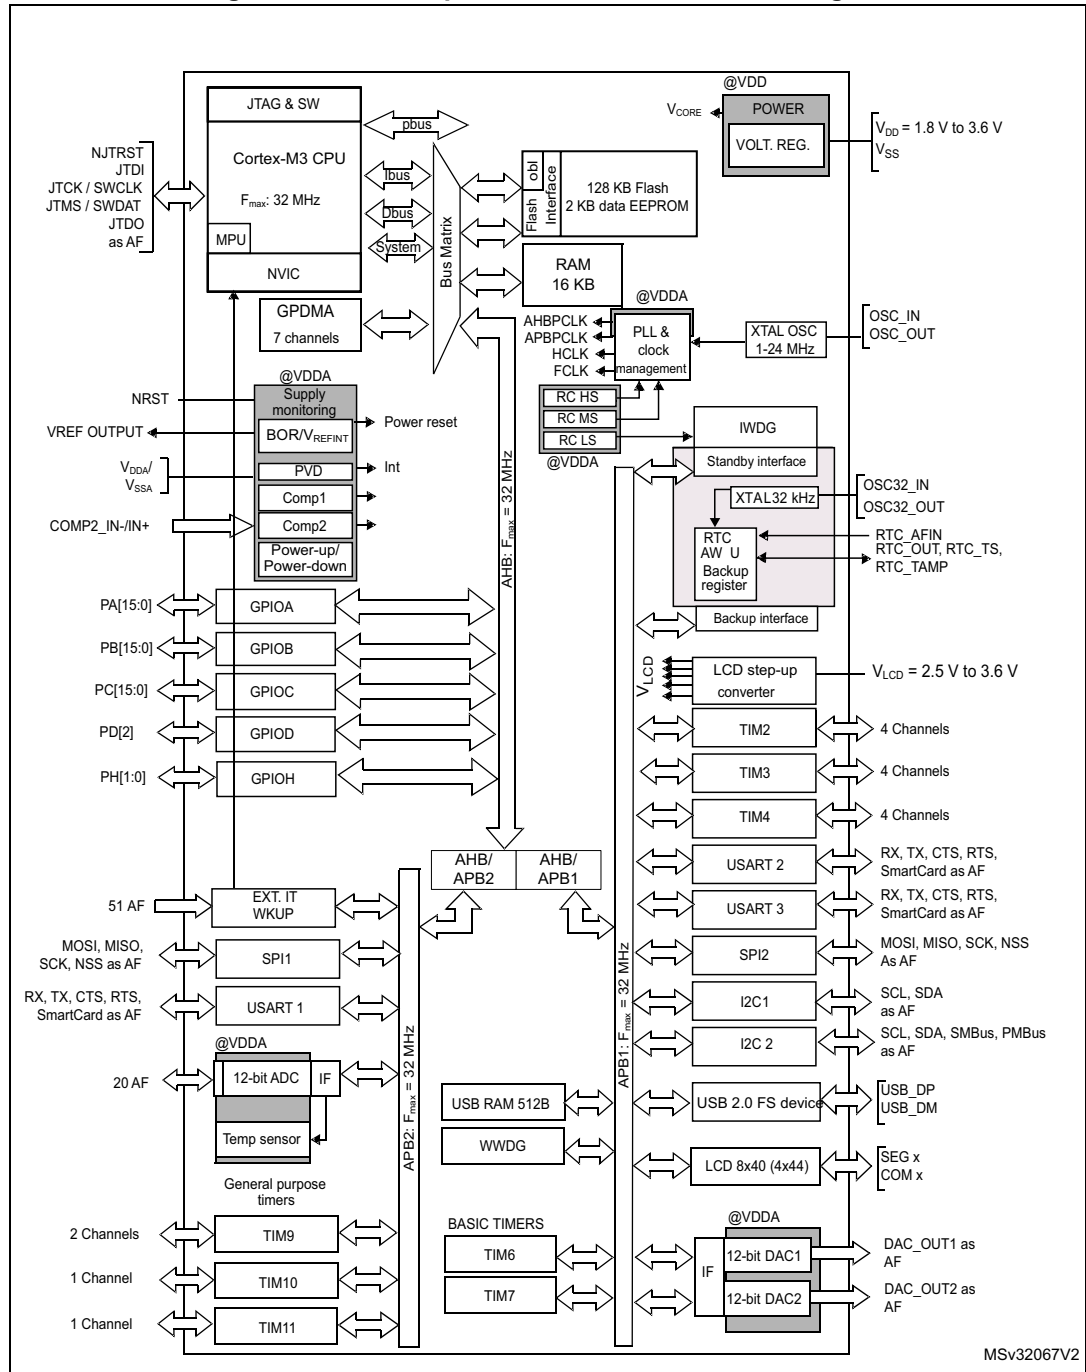 @VDD
JTAG & SW
POWER
VCORE
pbus
VDD = 1.8 V to 3.6 V
VOLT. REG.
VSS
NJTRST
JTDI
JTCK / SWCLK
JTMS / SWDAT
JTDO
as AF
Cortex-M3 CPU
Fmax: 32 MHz
MPU
NVIC
Ibus
Dbus
System
Bus Matrix
Flash obl
Interface
128 KB Flash
2 KB data EEPROM
RAM
16 KB
GPDMA
7 channels
@VDDA
AHBPCLK
APBPCLK
HCLK
FCLK
PLL &
clock
management
XTAL OSC
1-24 MHz
OSC_IN
OSC_OUT
@VDDA
NRST
Supply
monitoring
VREF OUTPUT
BOR/VREFINT
Power reset
VDDA/
VSSA
PVD
Int
Comp1
COMP2_IN-/IN+
Comp2
Power-up/
Power-down
RC HS
RC MS
RC LS
@VDDA
IWDG
Standby interface
XTAL32 kHz
OSC32_IN
OSC32_OUT
RTC
AW U
Backup
register
RTC_AFIN
RTC_OUT, RTC_TS,
RTC_TAMP
Backup interface
AHB: Fmax = 32 MHz
PA[15:0]
GPIOA
PB[15:0]
GPIOB
PC[15:0]
GPIOC
PD[2]
GPIOD
PH[1:0]
GPIOH
VLCD
LCD step-up
converter
VLCD = 2.5 V to 3.6 V
TIM2
4 Channels
TIM3
4 Channels
TIM4
4 Channels
AHB/
APB2
AHB/
APB1
USART 2
RX, TX, CTS, RTS,
SmartCard as AF
51 AF
EXT. IT
WKUP
USART 3
RX, TX, CTS, RTS,
SmartCard as AF
MOSI, MISO,
SCK, NSS as AF
SPI1
SPI2
MOSI, MISO, SCK, NSS
As AF
RX, TX, CTS, RTS,
SmartCard as AF
USART 1
I2C1
SCL, SDA
as AF
I2C 2
SCL, SDA, SMBus, PMBus
as AF
@VDDA
20 AF
12-bit ADC
IF
Temp sensor
APB2: Fmax = 32 MHz
APB1: Fmax = 32 MHz
USB RAM 512B
USB 2.0 FS device
USB_DP
USB_DM
WWDG
LCD 8x40 (4x44)
SEG x
COM x
General purpose
timers
2 Channels
TIM9
1 Channel
TIM10
1 Channel
TIM11
BASIC TIMERS
TIM6
TIM7
@VDDA
IF
12-bit DAC1
DAC_OUT1 as
AF
12-bit DAC2
DAC_OUT2 as
AF
MSv32067V2